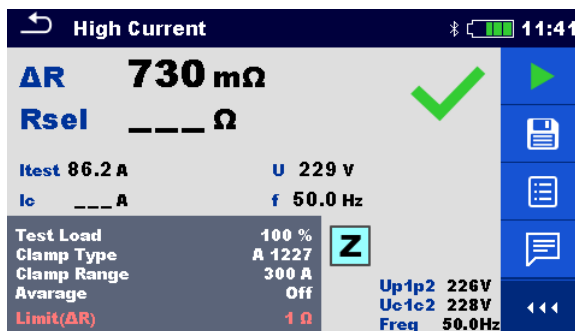 High Current 11:41
ΔR 730 mΩ
Rsel ___ Ω
Itest 86.2 A U 229 V
Ic ___ A f 50.0 Hz
Test Load 100 %
Clamp Type A 1227
Clamp Range 300 A
Avarage Off
Limit(ΔR) 1 Ω
Z
Up1p2 226V
Uc1c2 228V
Freq 50.0Hz